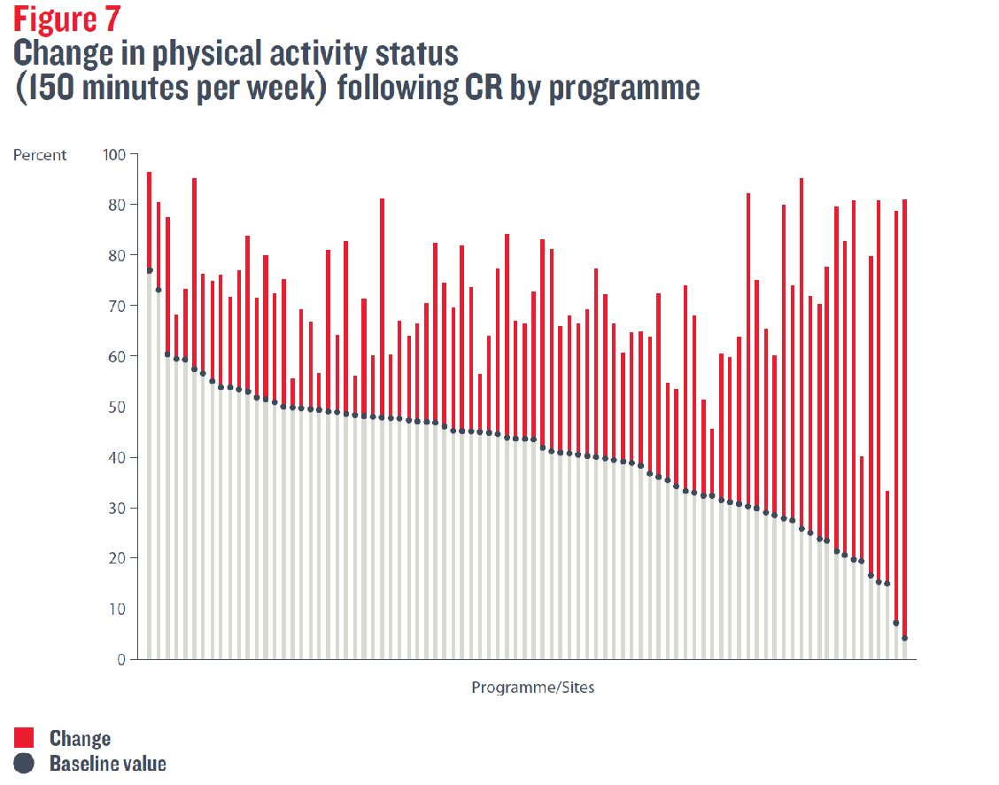 Figure 7
Change in physical activity status
(150 minutes per week) following CR by programme
Percent
100
80
80
70
60
50
40
30
20
10
0
Programme/Sites
Change
Baseline value